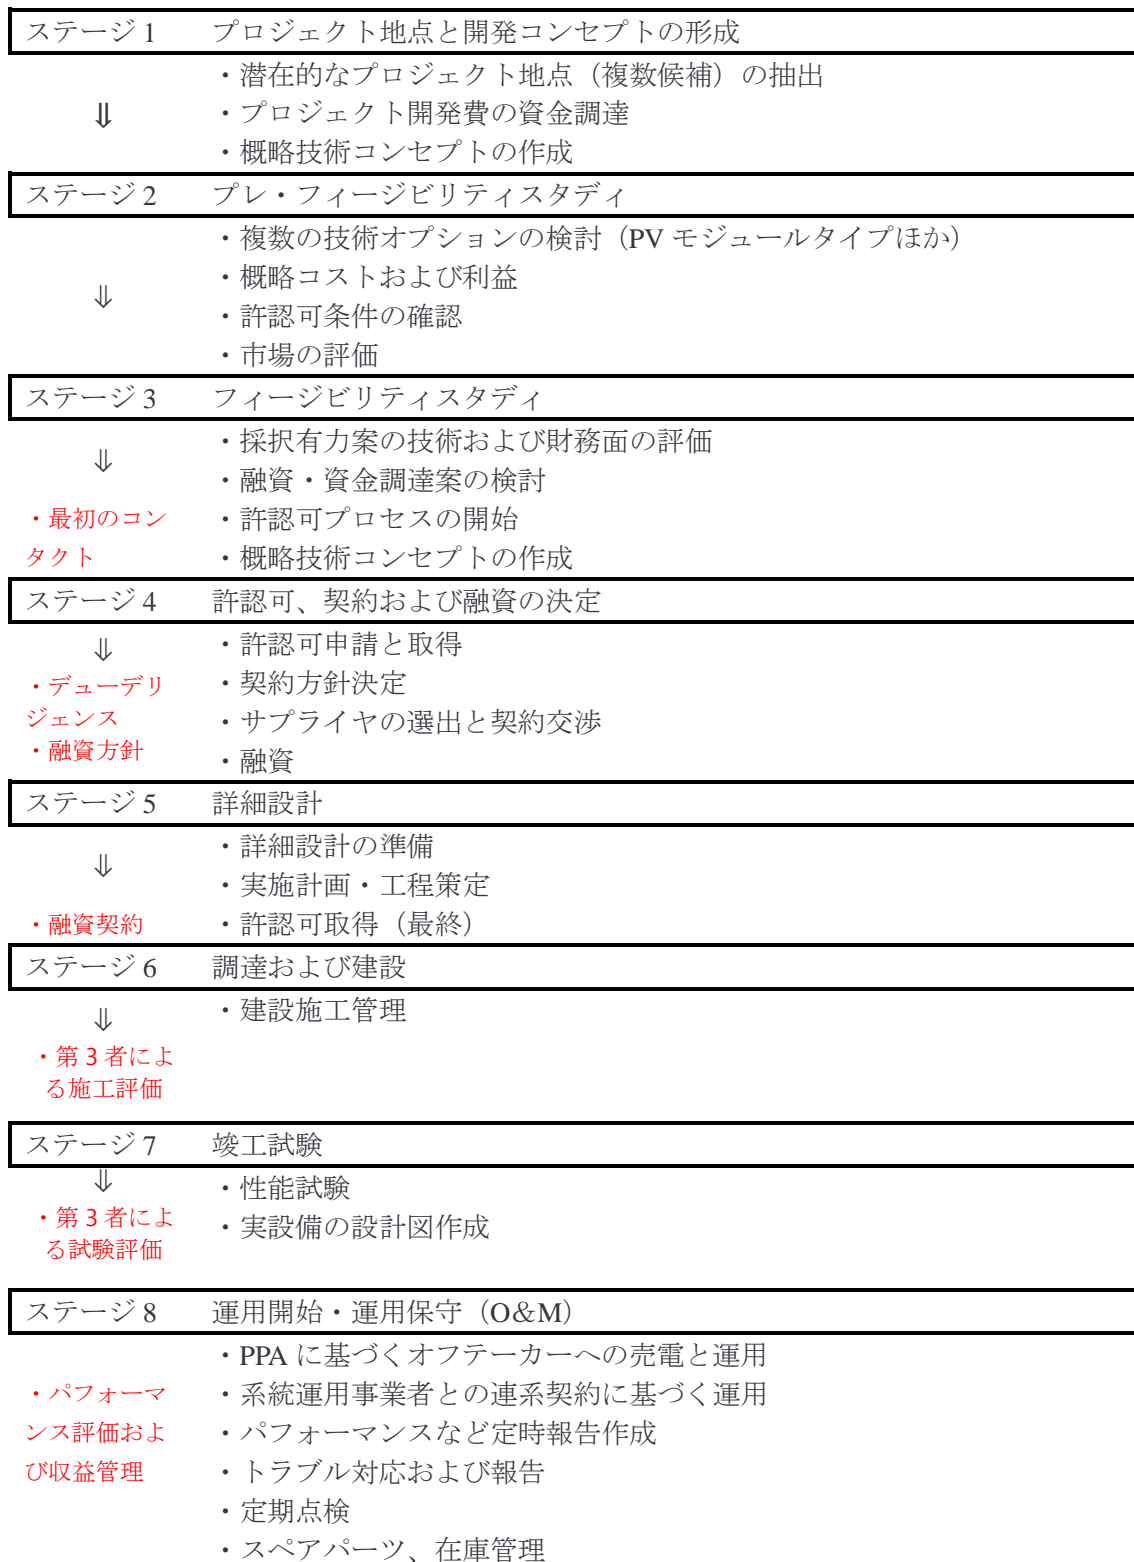 ステージ 1 プロジェクト地点と開発コンセプトの形成
・潜在的なプロジェクト地点（複数候補）の抽出
⇓ ・プロジェクト開発費の資金調達
・概略技術コンセプトの作成
ステージ 2 プレ・フィージビリティスタディ
・複数の技術オプションの検討（PV モジュールタイプほか）
・概略コストおよび利益
⇓
・許認可条件の確認
・市場の評価
ステージ 3 フィージビリティスタディ
・採択有力案の技術および財務面の評価
⇓
・融資・資金調達案の検討
・最初のコン ・許認可プロセスの開始
タクト ・概略技術コンセプトの作成
ステージ 4 許認可、契約および融資の決定
⇓ ・許認可申請と取得
・デューデリ ・契約方針決定
ジェンス ・サプライヤの選出と契約交渉
・融資方針 ・融資
ステージ 5 詳細設計
・詳細設計の準備
⇓
・実施計画・工程策定
・融資契約 ・許認可取得（最終）
ステージ 6 調達および建設
⇓ ・建設施工管理
・第 3 者によ
る施工評価
ステージ 7 竣工試験
⇓ ・性能試験
・第 3 者によ ・実設備の設計図作成
る試験評価
ステージ 8 運用開始・運用保守（O＆M）
・PPA に基づくオフテーカーへの売電と運用
・パフォーマ ・系統運用事業者との連系契約に基づく運用
ンス評価およ ・パフォーマンスなど定時報告作成
び収益管理 ・トラブル対応および報告
・定期点検
・スペアパーツ、在庫管理